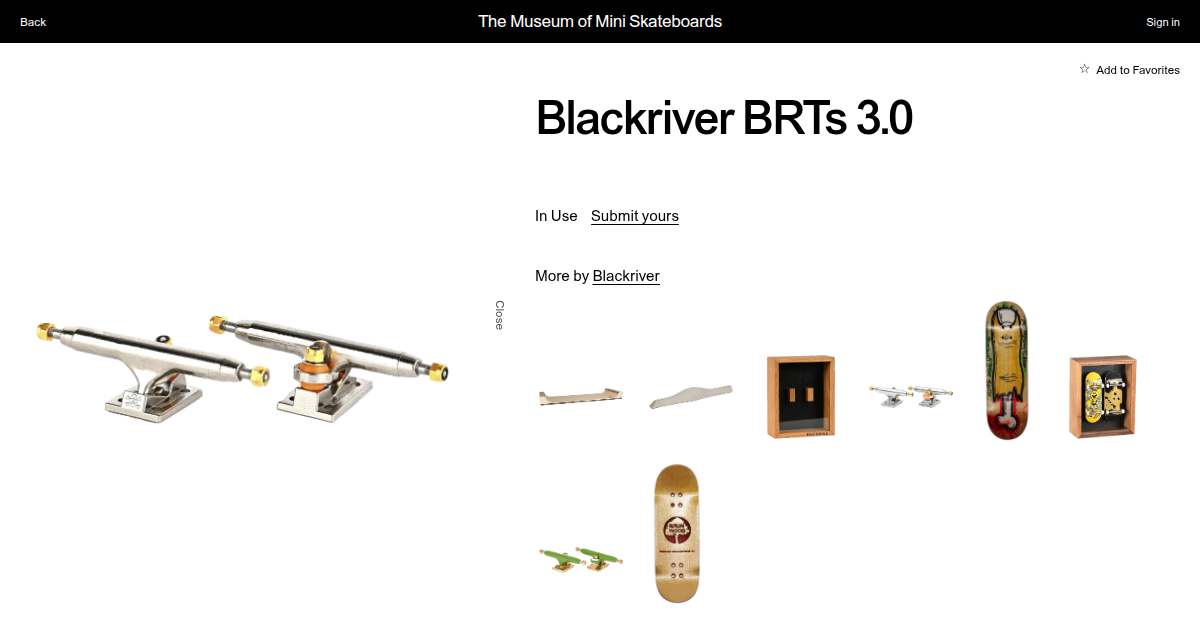 Back
The Museum of Mini Skateboards
Sign in
☆ Add to Favorites
Blackriver BRTs 3.0
In Use Submit yours
More by Blackriver
Close